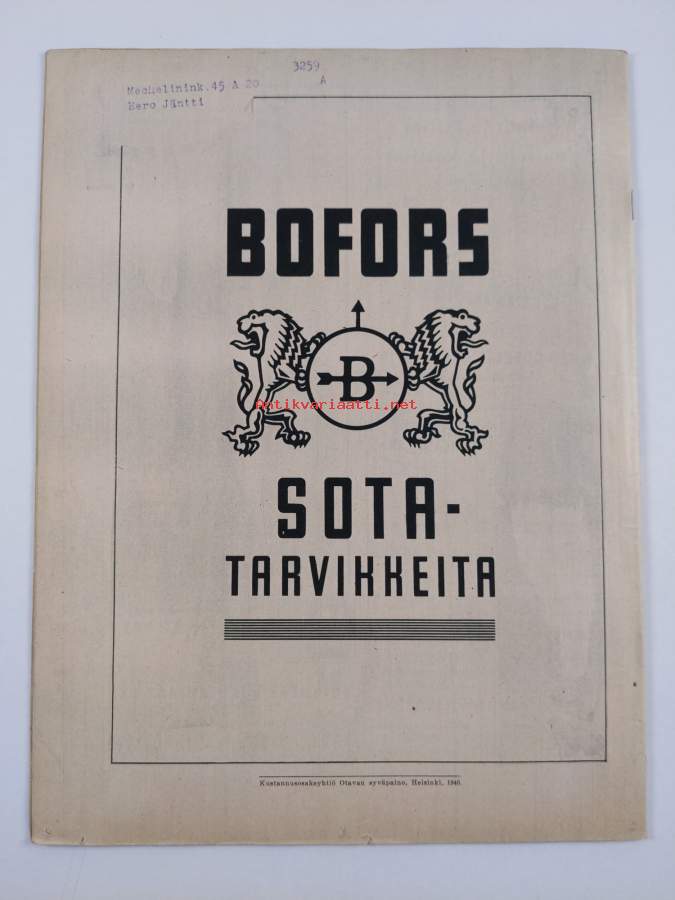 3259
A
Mechelinink.45 A 20
Eero Jäntti
BOFORS
B
Antikvariaatti.net
SOTA-
TARVIKKEITA
Kustannusosakeyhtiö Otavan syväpaino, Helsinki, 1940.